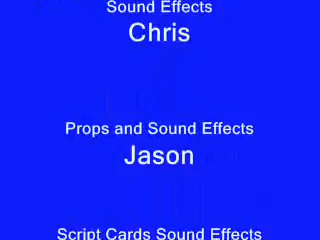 Sound Effects
Chris
Props and Sound Effects
Jason
Script Cards Sound Effects